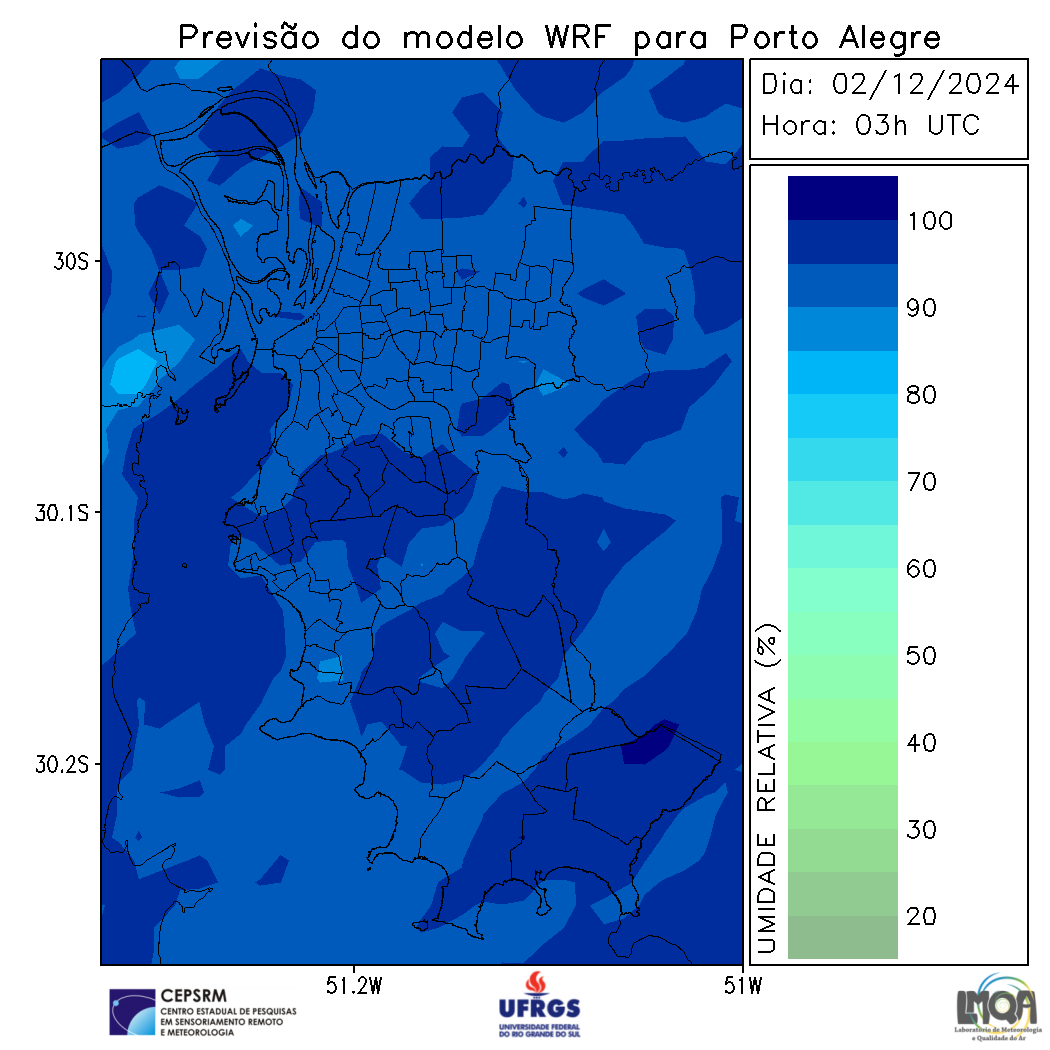 Previsão do modelo WRF para Porto Alegre
Dia: 02/12/2024
Hora: 03h UTC
100
90
80
70
60
50
40
30
20
UMIDADE RELATIVA (%)
30S
30.1S
30.2S
51.2W
51W
CEPSRM
CENTRO ESTADUAL DE PESQUISAS
EM SENSORIAMENTO REMOTO
E METEOROLOGIA
UFRGS
UNIVERSIDADE FEDERAL
DO RIO GRANDE DO SUL
LMQA
Laboratório de Meteorologia
e Qualidade do Ar